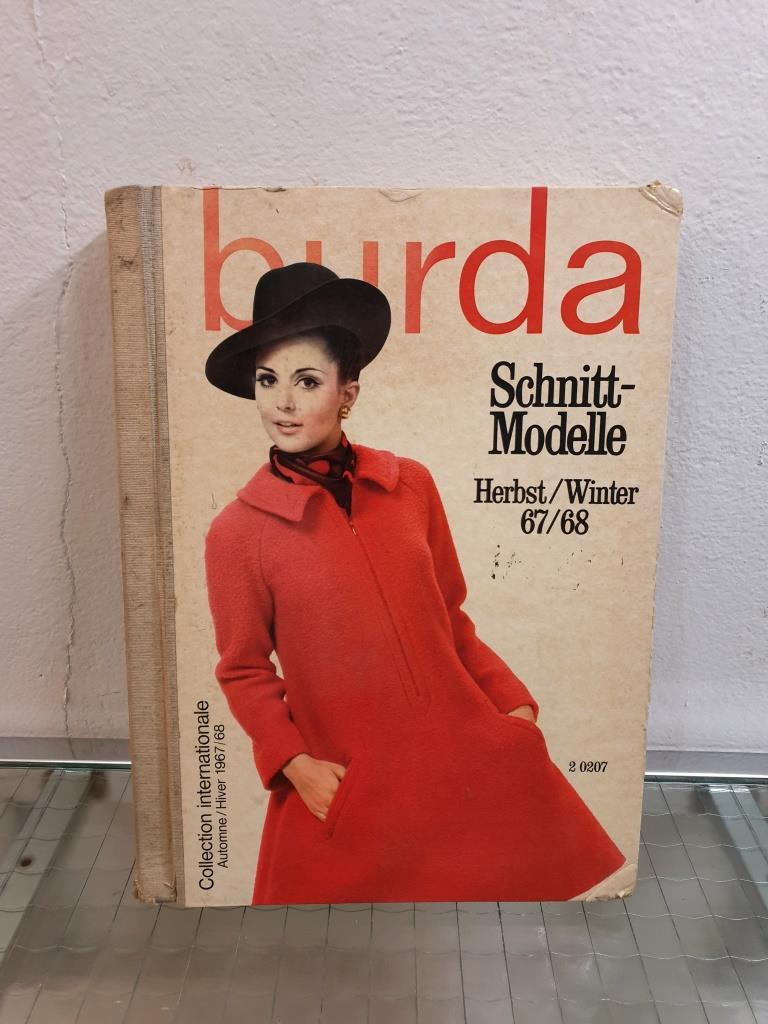 burda
Schnitt-
Modelle
Herbst/Winter
67/68
2 0207
Collection internationale
Automne/Hiver 1967/68